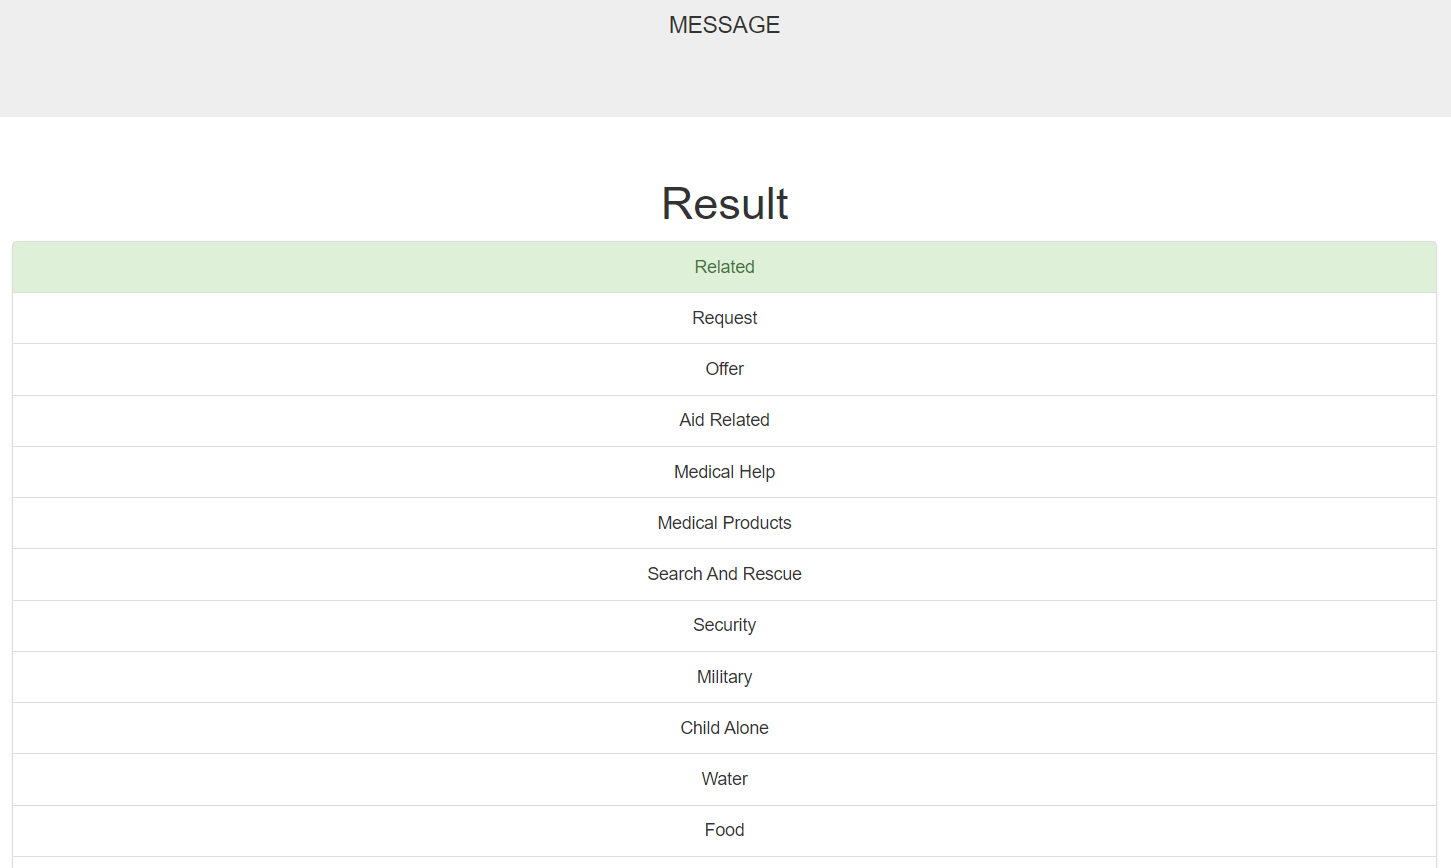 MESSAGE
Result
Related
Request
Offer
Aid Related
Medical Help
Medical Products
Search And Rescue
Security
Military
Child Alone
Water
Food